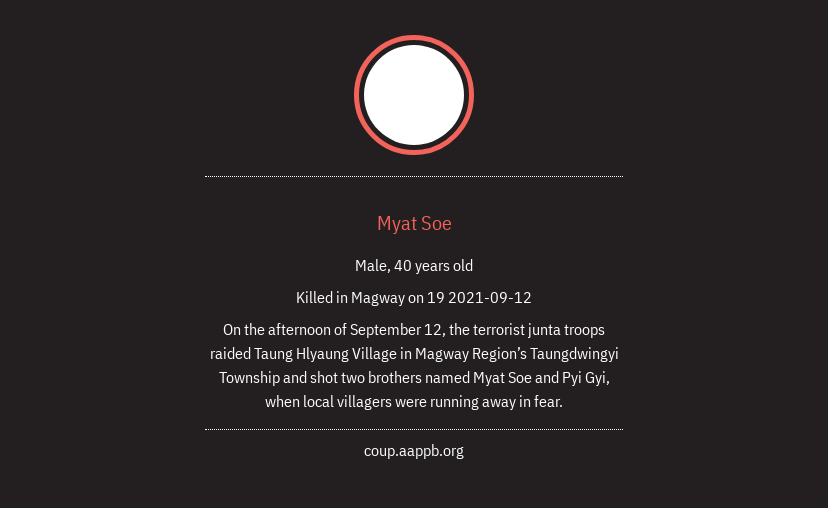 Myat Soe
Male, 40 years old
Killed in Magway on 19 2021-09-12
On the afternoon of September 12, the terrorist junta troops
raided Taung Hlyaung Village in Magway Region’s Taungdwingyi
Township and shot two brothers named Myat Soe and Pyi Gyi,
when local villagers were running away in fear.
coup.aappb.org